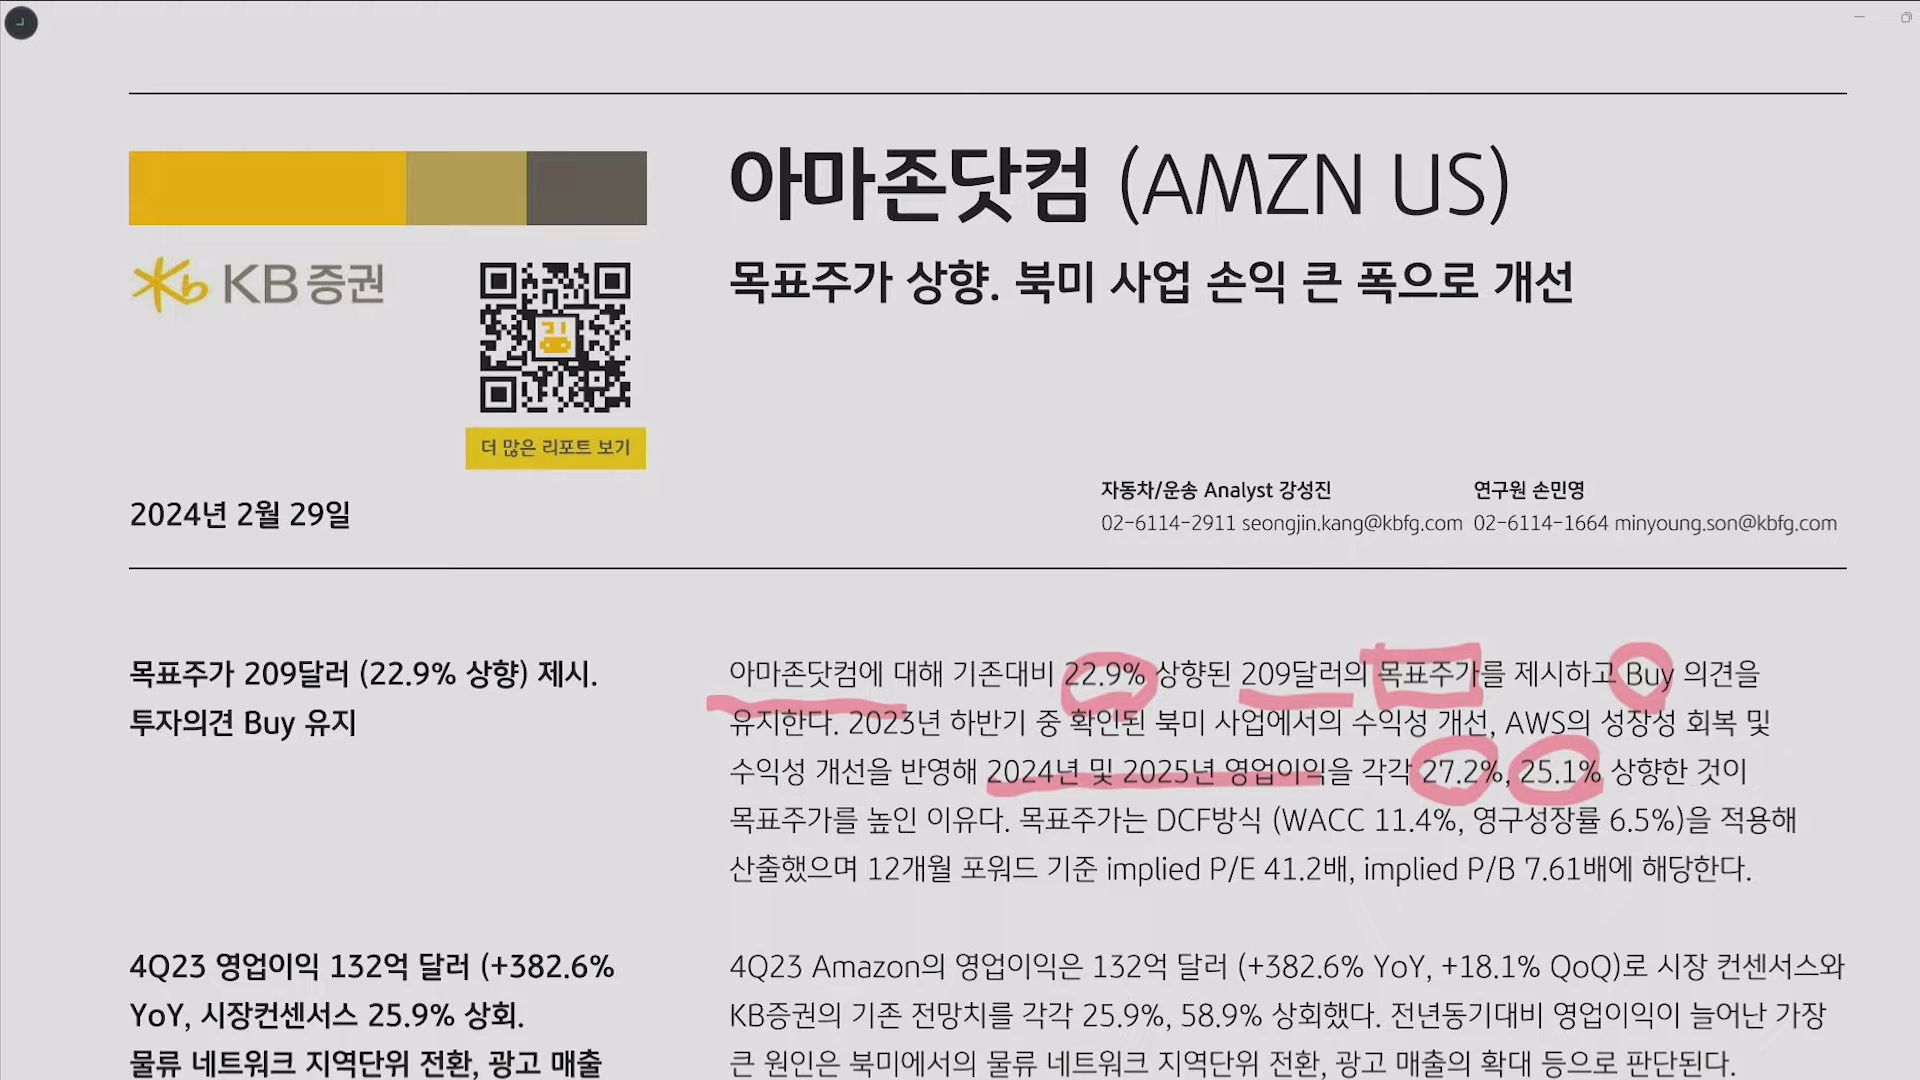 아마존닷컴 (AMZN US)
목표주가 상향. 북미 사업 손익 큰 폭으로 개선
KB 증권
더 많은 리포트 보기
2024년 2월 29일
자동차/운송 Analyst 강성진
02-6114-2911 seongjin.kang@kbfg.com
연구원 손민영
02-6114-1664 minyoung.son@kbfg.com
목표주가 209달러 (22.9% 상향) 제시.
투자의견 Buy 유지
아마존닷컴에 대해 기존대비 22.9% 상향된 209달러의 목표주가를 제시하고 Buy 의견을
유지한다. 2023년 하반기 중 확인된 북미 사업에서의 수익성 개선, AWS의 성장성 회복 및
수익성 개선을 반영해 2024년 및 2025년 영업이익을 각각 27.2%, 25.1% 상향한 것이
목표주가를 높인 이유다. 목표주가는 DCF방식 (WACC 11.4%, 영구성장률 6.5%)을 적용해
산출했으며 12개월 포워드 기준 implied P/E 41.2배, implied P/B 7.61배에 해당한다.
4Q23 영업이익 132억 달러 (+382.6%
YoY, 시장컨센서스 25.9% 상회.
물류 네트워크 지역단위 전환, 광고 매출
4Q23 Amazon의 영업이익은 132억 달러 (+382.6% YoY, +18.1% QoQ)로 시장 컨센서스와
KB증권의 기존 전망치를 각각 25.9%, 58.9% 상회했다. 전년동기대비 영업이익이 늘어난 가장
큰 원인은 북미에서의 물류 네트워크 지역단위 전환, 광고 매출의 확대 등으로 판단된다.